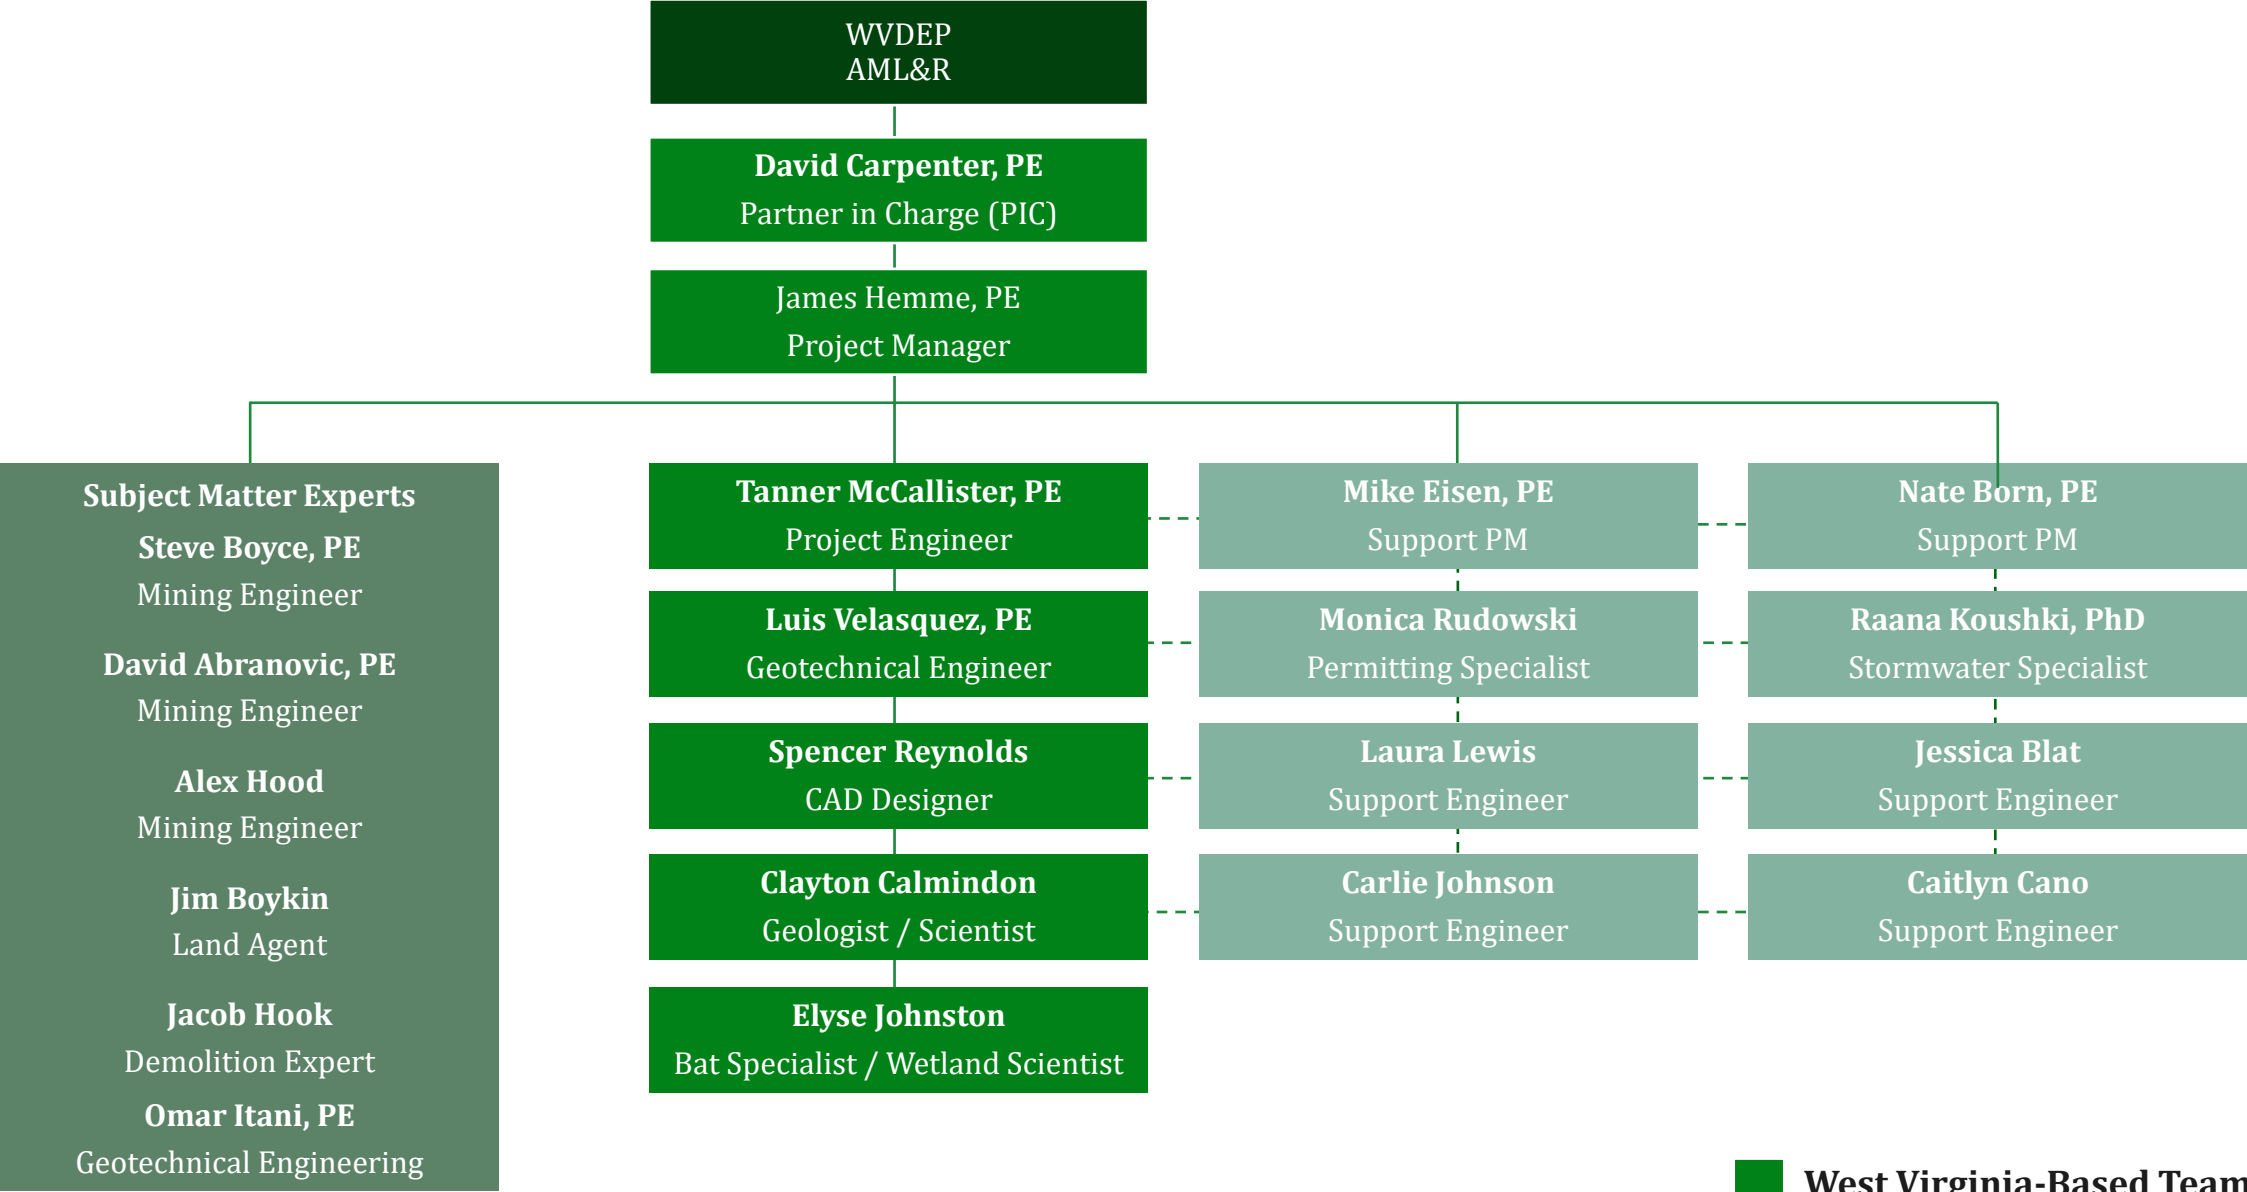 WVDEP
AML&R
David Carpenter, PE
Partner in Charge (PIC)
James Hemme, PE
Project Manager
Subject Matter Experts
Steve Boyce, PE
Mining Engineer
David Abranovic, PE
Mining Engineer
Alex Hood
Mining Engineer
Jim Boykin
Land Agent
Jacob Hook
Demolition Expert
Omar Itani, PE
Geotechnical Engineering
Tanner McCallister, PE
Project Engineer
Luis Velasquez, PE
Geotechnical Engineer
Spencer Reynolds
CAD Designer
Clayton Calmindon
Geologist / Scientist
Elyse Johnston
Bat Specialist / Wetland Scientist
Mike Eisen, PE
Support PM
Monica Rudowski
Permitting Specialist
Laura Lewis
Support Engineer
Carlie Johnson
Support Engineer
Nate Born, PE
Support PM
Raana Koushki, PhD
Stormwater Specialist
Jessica Blat
Support Engineer
Caitlyn Cano
Support Engineer
West Virginia-Based Team